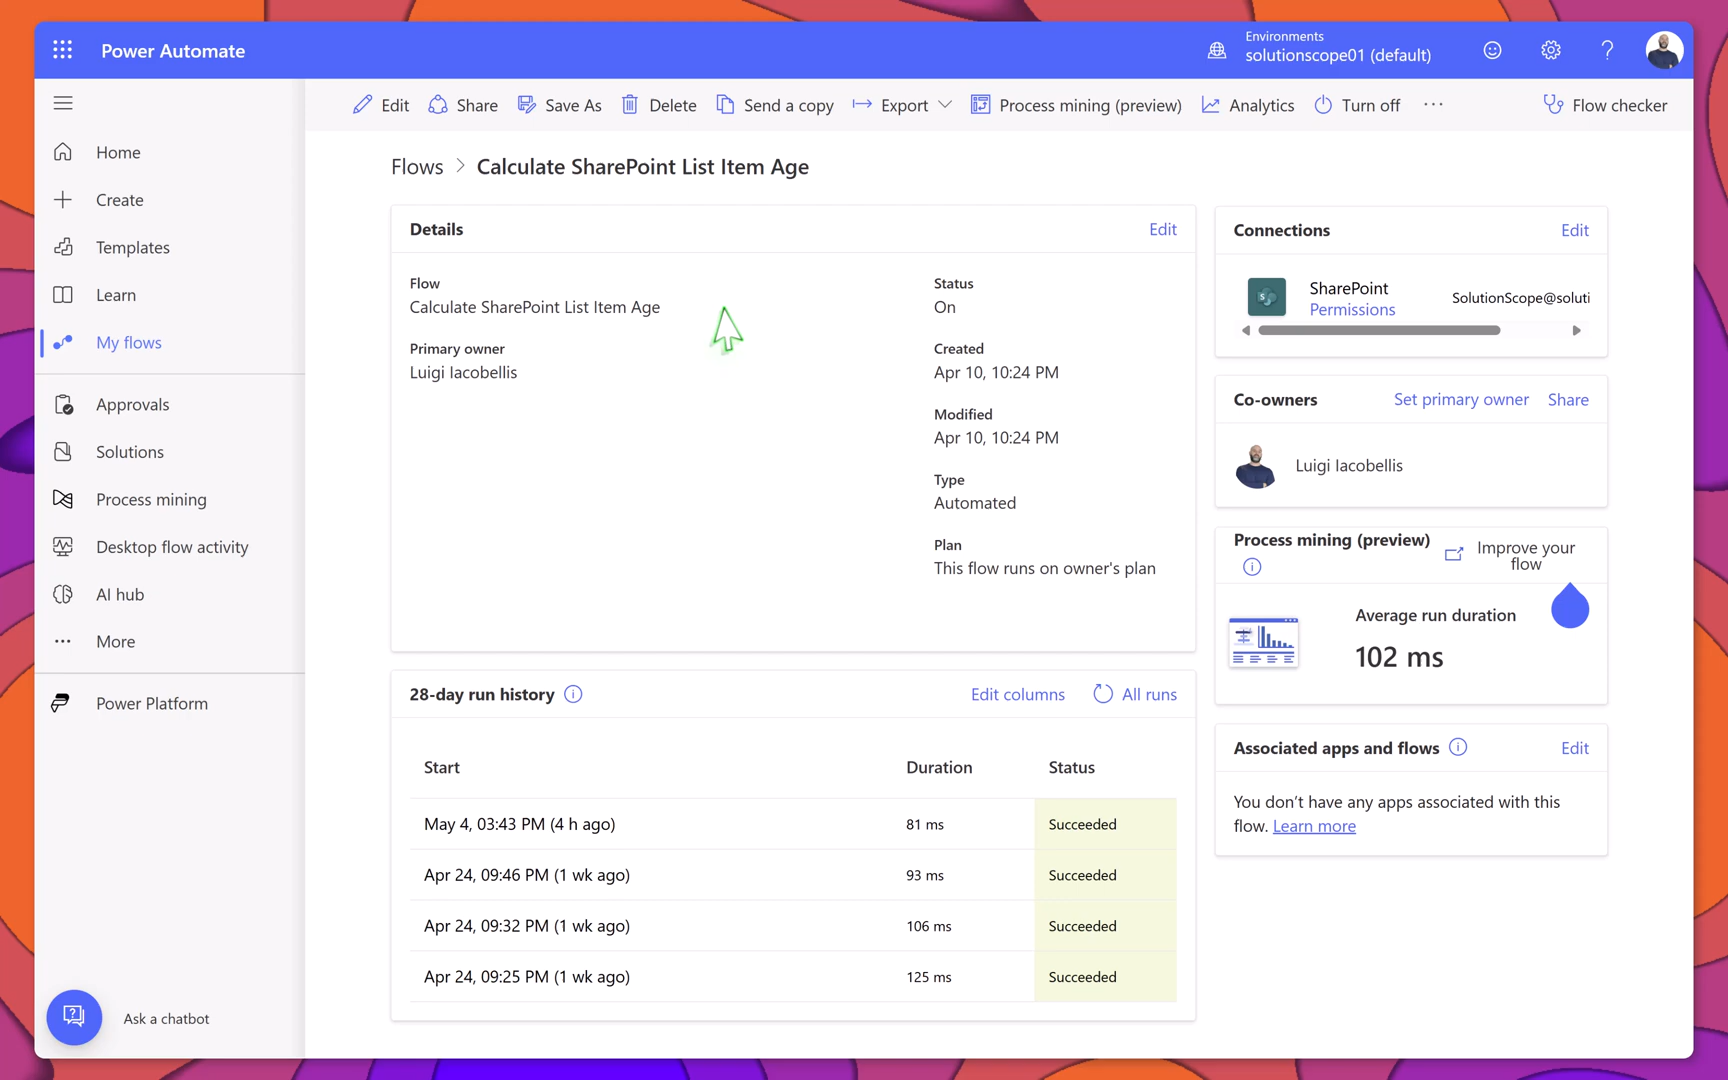 Power Automate
Environments
solutionscope01 (default)
Edit
Share
Save As
Delete
Send a copy
Export
Process mining (preview)
Analytics
Turn off
Flow checker
Home
Create
Templates
Learn
My flows
Approvals
Solutions
Process mining
Desktop flow activity
AI hub
More
Power Platform
Ask a chatbot
Flows > Calculate SharePoint List Item Age
Details
Edit
Flow
Calculate SharePoint List Item Age
Primary owner
Luigi Iacobellis
Status
On
Created
Apr 10, 10:24 PM
Modified
Apr 10, 10:24 PM
Type
Automated
Plan
This flow runs on owner's plan
28-day run history
Edit columns
All runs
Start Duration Status
May 4, 03:43 PM (4 h ago) 81 ms Succeeded
Apr 24, 09:46 PM (1 wk ago) 93 ms Succeeded
Apr 24, 09:32 PM (1 wk ago) 106 ms Succeeded
Apr 24, 09:25 PM (1 wk ago) 125 ms Succeeded
Connections
Edit
SharePoint
Permissions
SolutionScope@soluti
Co-owners
Set primary owner
Share
Luigi Iacobellis
Process mining (preview)
Improve your
flow
Average run duration
102 ms
Associated apps and flows
Edit
You don't have any apps associated with this
flow. Learn more